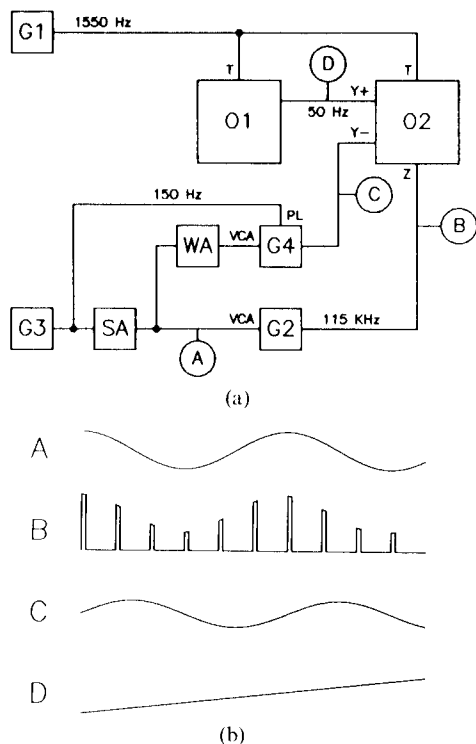 G1
1550 Hz
T
T
D
O1
50 Hz
Y+
O2
Y-
Z
150 Hz
C
B
PL
WA
VCA
G4
G3
SA
VCA
G2
115 KHz
A
(a)
A
B
C
D
(b)